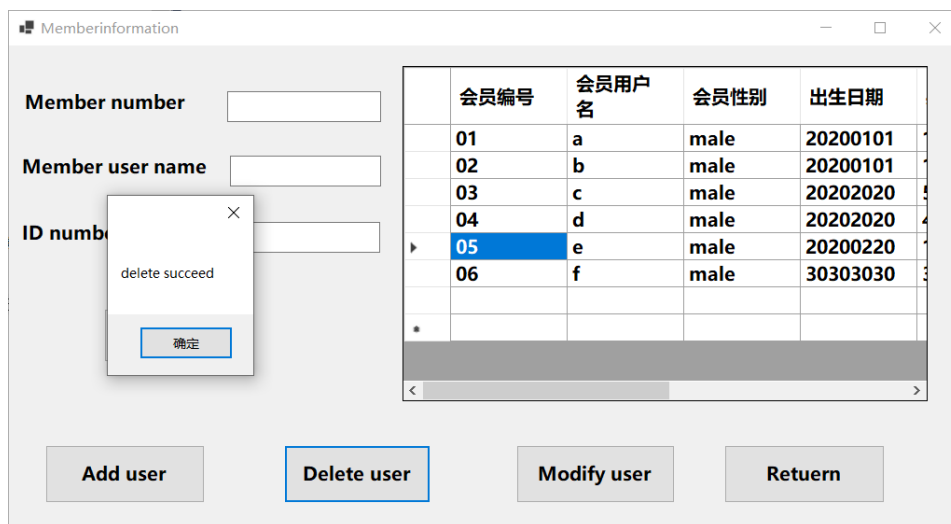 Memberinformation
Member number
Member user name
ID numbe
delete succeed
确定
会员编号 会员用户名 会员性别 出生日期
01 a male 20200101
02 b male 20200101
03 c male 20202020
04 d male 20202020
05 e male 20200220
06 f male 30303030
Add user
Delete user
Modify user
Retuern